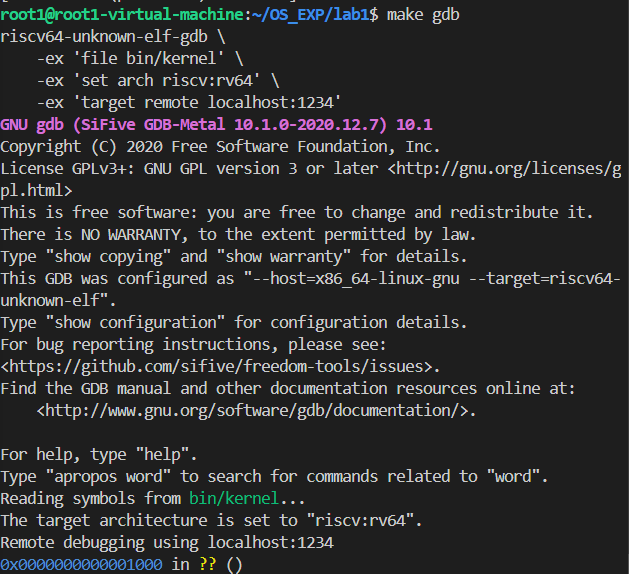 root1@root1-virtual-machine:~/OS_EXP/lab1$ make gdb
riscv64-unknown-elf-gdb \
    -ex 'file bin/kernel' \
    -ex 'set arch riscv:rv64' \
    -ex 'target remote localhost:1234'
GNU gdb (SiFive GDB-Metal 10.1.0-2020.12.7) 10.1
Copyright (C) 2020 Free Software Foundation, Inc.
License GPLv3+: GNU GPL version 3 or later <http://gnu.org/licenses/g
pl.html>
This is free software: you are free to change and redistribute it.
There is NO WARRANTY, to the extent permitted by law.
Type "show copying" and "show warranty" for details.
This GDB was configured as "--host=x86_64-linux-gnu --target=riscv64-
unknown-elf".
Type "show configuration" for configuration details.
For bug reporting instructions, please see:
<https://github.com/sifive/freedom-tools/issues>.
Find the GDB manual and other documentation resources online at:
    <http://www.gnu.org/software/gdb/documentation/>.

For help, type "help".
Type "apropos word" to search for commands related to "word".
Reading symbols from bin/kernel...
The target architecture is set to "riscv:rv64".
Remote debugging using localhost:1234
0x0000000000001000 in ?? ()